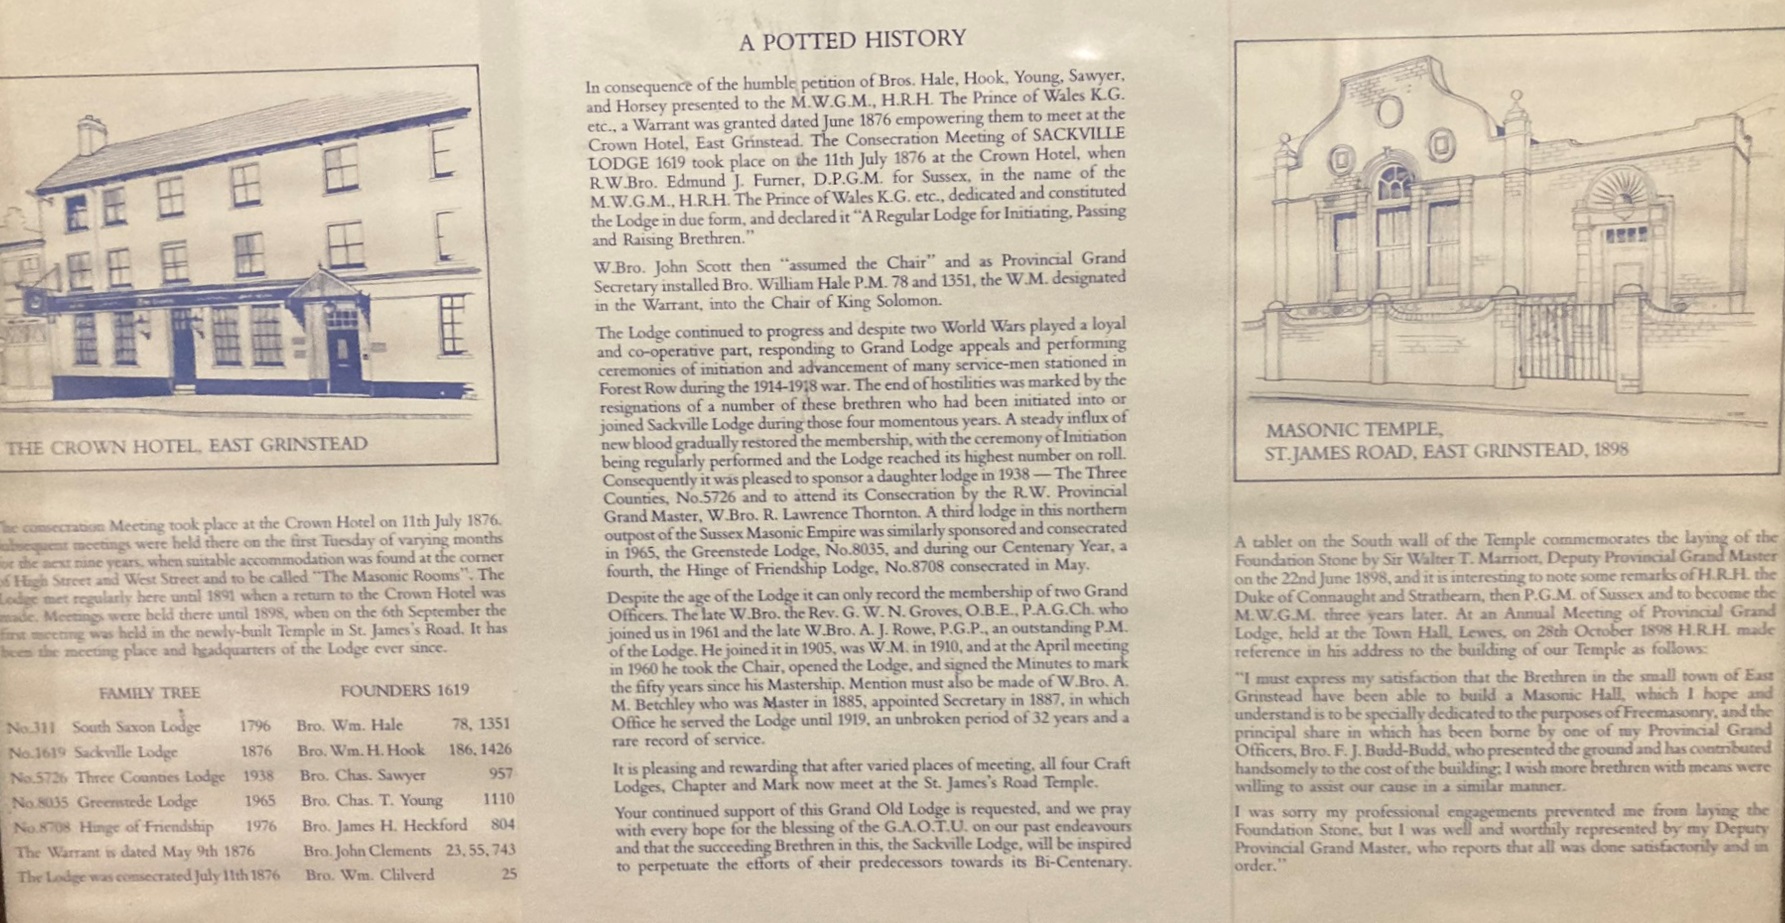 THE CROWN HOTEL, EAST GRINSTEAD
The consecration Meeting took place at the Crown Hotel on 11th July 1876.
subsequent meetings were held there on the first Tuesday of varying months
for the next nine years, when suitable accommodation was found at the corner
of High Street and West Street and to be called "The Masonic Rooms". The
Lodge met regularly here until 1891 when a return to the Crown Hotel was
made. Meetings were held there until 1898, when on the 6th September the
first meeting was held in the newly-built Temple in St. James's Road. It has
been the meeting place and headquarters of the Lodge ever since.
FAMILY TREE
No.311 South Saxon Lodge 1796
No.1619 Sackville Lodge 1876
No.5726 Three Counties Lodge 1938
No.8035 Greenstede Lodge 1965
No.8708 Hinge of Friendship 1976
The Warrant is dated May 9th 1876
The Lodge was consecrated July 11th 1876
FOUNDERS 1619
Bro. Wm. Hale 78, 1351
Bro. Wm. H. Hook 186, 1426
Bro. Chas. Sawyer 957
Bro. Chas. T. Young 1110
Bro. James H. Heckford 804
Bro. John Clements 23, 55, 743
Bro. Wm. Clilverd 25
A POTTED HISTORY
In consequence of the humble petition of Bros. Hale, Hook, Young, Sawyer,
and Horsey presented to the M.W.G.M., H.R.H. The Prince of Wales K.G.
etc., a Warrant was granted dated June 1876 empowering them to meet at the
Crown Hotel, East Grinstead. The Consecration Meeting of SACKVILLE
LODGE 1619 took place on the 11th July 1876 at the Crown Hotel, when
R.W.Bro. Edmund J. Furner, D.P.G.M. for Sussex, in the name of the
M.W.G.M., H.R.H. The Prince of Wales K.G. etc., dedicated and constituted
the Lodge in due form, and declared it "A Regular Lodge for Initiating, Passing
and Raising Brethren."
W.Bro. John Scott then "assumed the Chair" and as Provincial Grand
Secretary installed Bro. William Hale P.M. 78 and 1351, the W.M. designated
in the Warrant, into the Chair of King Solomon.
The Lodge continued to progress and despite two World Wars played a loyal
and co-operative part, responding to Grand Lodge appeals and performing
ceremonies of initiation and advancement of many service-men stationed in
Forest Row during the 1914-1918 war. The end of hostilities was marked by the
resignations of a number of these brethren who had been initiated into or
joined Sackville Lodge during those four momentous years. A steady influx of
new blood gradually restored the membership, with the ceremony of Initiation
being regularly performed and the Lodge reached its highest number on roll.
Consequently it was pleased to sponsor a daughter lodge in 1938 — The Three
Counties, No.5726 and to attend its Consecration by the R.W. Provincial
Grand Master, W.Bro. R. Lawrence Thornton. A third lodge in this northern
outpost of the Sussex Masonic Empire was similarly sponsored and consecrated
in 1965, the Greenstede Lodge, No.8035, and during our Centenary Year, a
fourth, the Hinge of Friendship Lodge, No.8708 consecrated in May.
Despite the age of the Lodge it can only record the membership of two Grand
Officers. The late W.Bro. the Rev. G. W. N. Groves, O.B.E., P.A.G.Ch. who
joined us in 1961 and the late W.Bro. A. J. Rowe, P.G.P., an outstanding P.M.
of the Lodge. He joined it in 1905, was W.M. in 1910, and at the April meeting
in 1960 he took the Chair, opened the Lodge, and signed the Minutes to mark
the fifty years since his Mastership. Mention must also be made of W.Bro. A.
M. Betchley who was Master in 1885, appointed Secretary in 1887, in which
Office he served the Lodge until 1919, an unbroken period of 32 years and a
rare record of service.
It is pleasing and rewarding that after varied places of meeting, all four Craft
Lodges, Chapter and Mark now meet at the St. James's Road Temple.
Your continued support of this Grand Old Lodge is requested, and we pray
with every hope for the blessing of the G.A.O.T.U. on our past endeavours
and that the succeeding Brethren in this, the Sackville Lodge, will be inspired
to perpetuate the efforts of their predecessors towards its Bi-Centenary.
MASONIC TEMPLE,
ST.JAMES ROAD, EAST GRINSTEAD, 1898
A tablet on the South wall of the Temple commemorates the laying of the
Foundation Stone by Sir Walter T. Marriott, Deputy Provincial Grand Master
on the 22nd June 1898, and it is interesting to note some remarks of H.R.H. the
Duke of Connaught and Strathearn, then P.G.M. of Sussex and to become the
M.W.G.M. three years later. At an Annual Meeting of Provincial Grand
Lodge, held at the Town Hall, Lewes, on 28th October 1898 H.R.H. made
reference in his address to the building of our Temple as follows:
"I must express my satisfaction that the Brethren in the small town of East
Grinstead have been able to build a Masonic Hall, which I hope and
understand is to be specially dedicated to the purposes of Freemasonry, and the
principal share in which has been borne by one of my Provincial Grand
Officers, Bro. F. J. Budd-Budd, who presented the ground and has contributed
handsomely to the cost of the building; I wish more brethren with means were
willing to assist our cause in a similar manner.
I was sorry my professional engagements prevented me from laying the
Foundation Stone, but I was well and worthily represented by my Deputy
Provincial Grand Master, who reports that all was done satisfactorily and in
order."